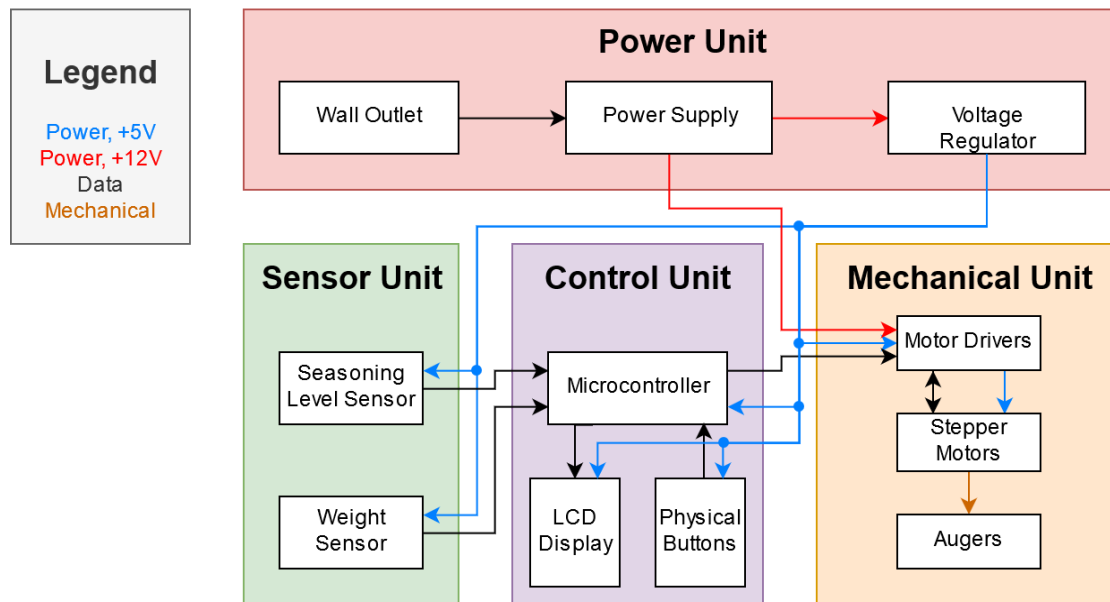 Legend
Power, +5V
Power, +12V
Data
Mechanical
Power Unit
Wall Outlet
Power Supply
Voltage
Regulator
Sensor Unit
Seasoning
Level Sensor
Weight
Sensor
Control Unit
Microcontroller
LCD
Display
Physical
Buttons
Mechanical Unit
Motor Drivers
Stepper
Motors
Augers